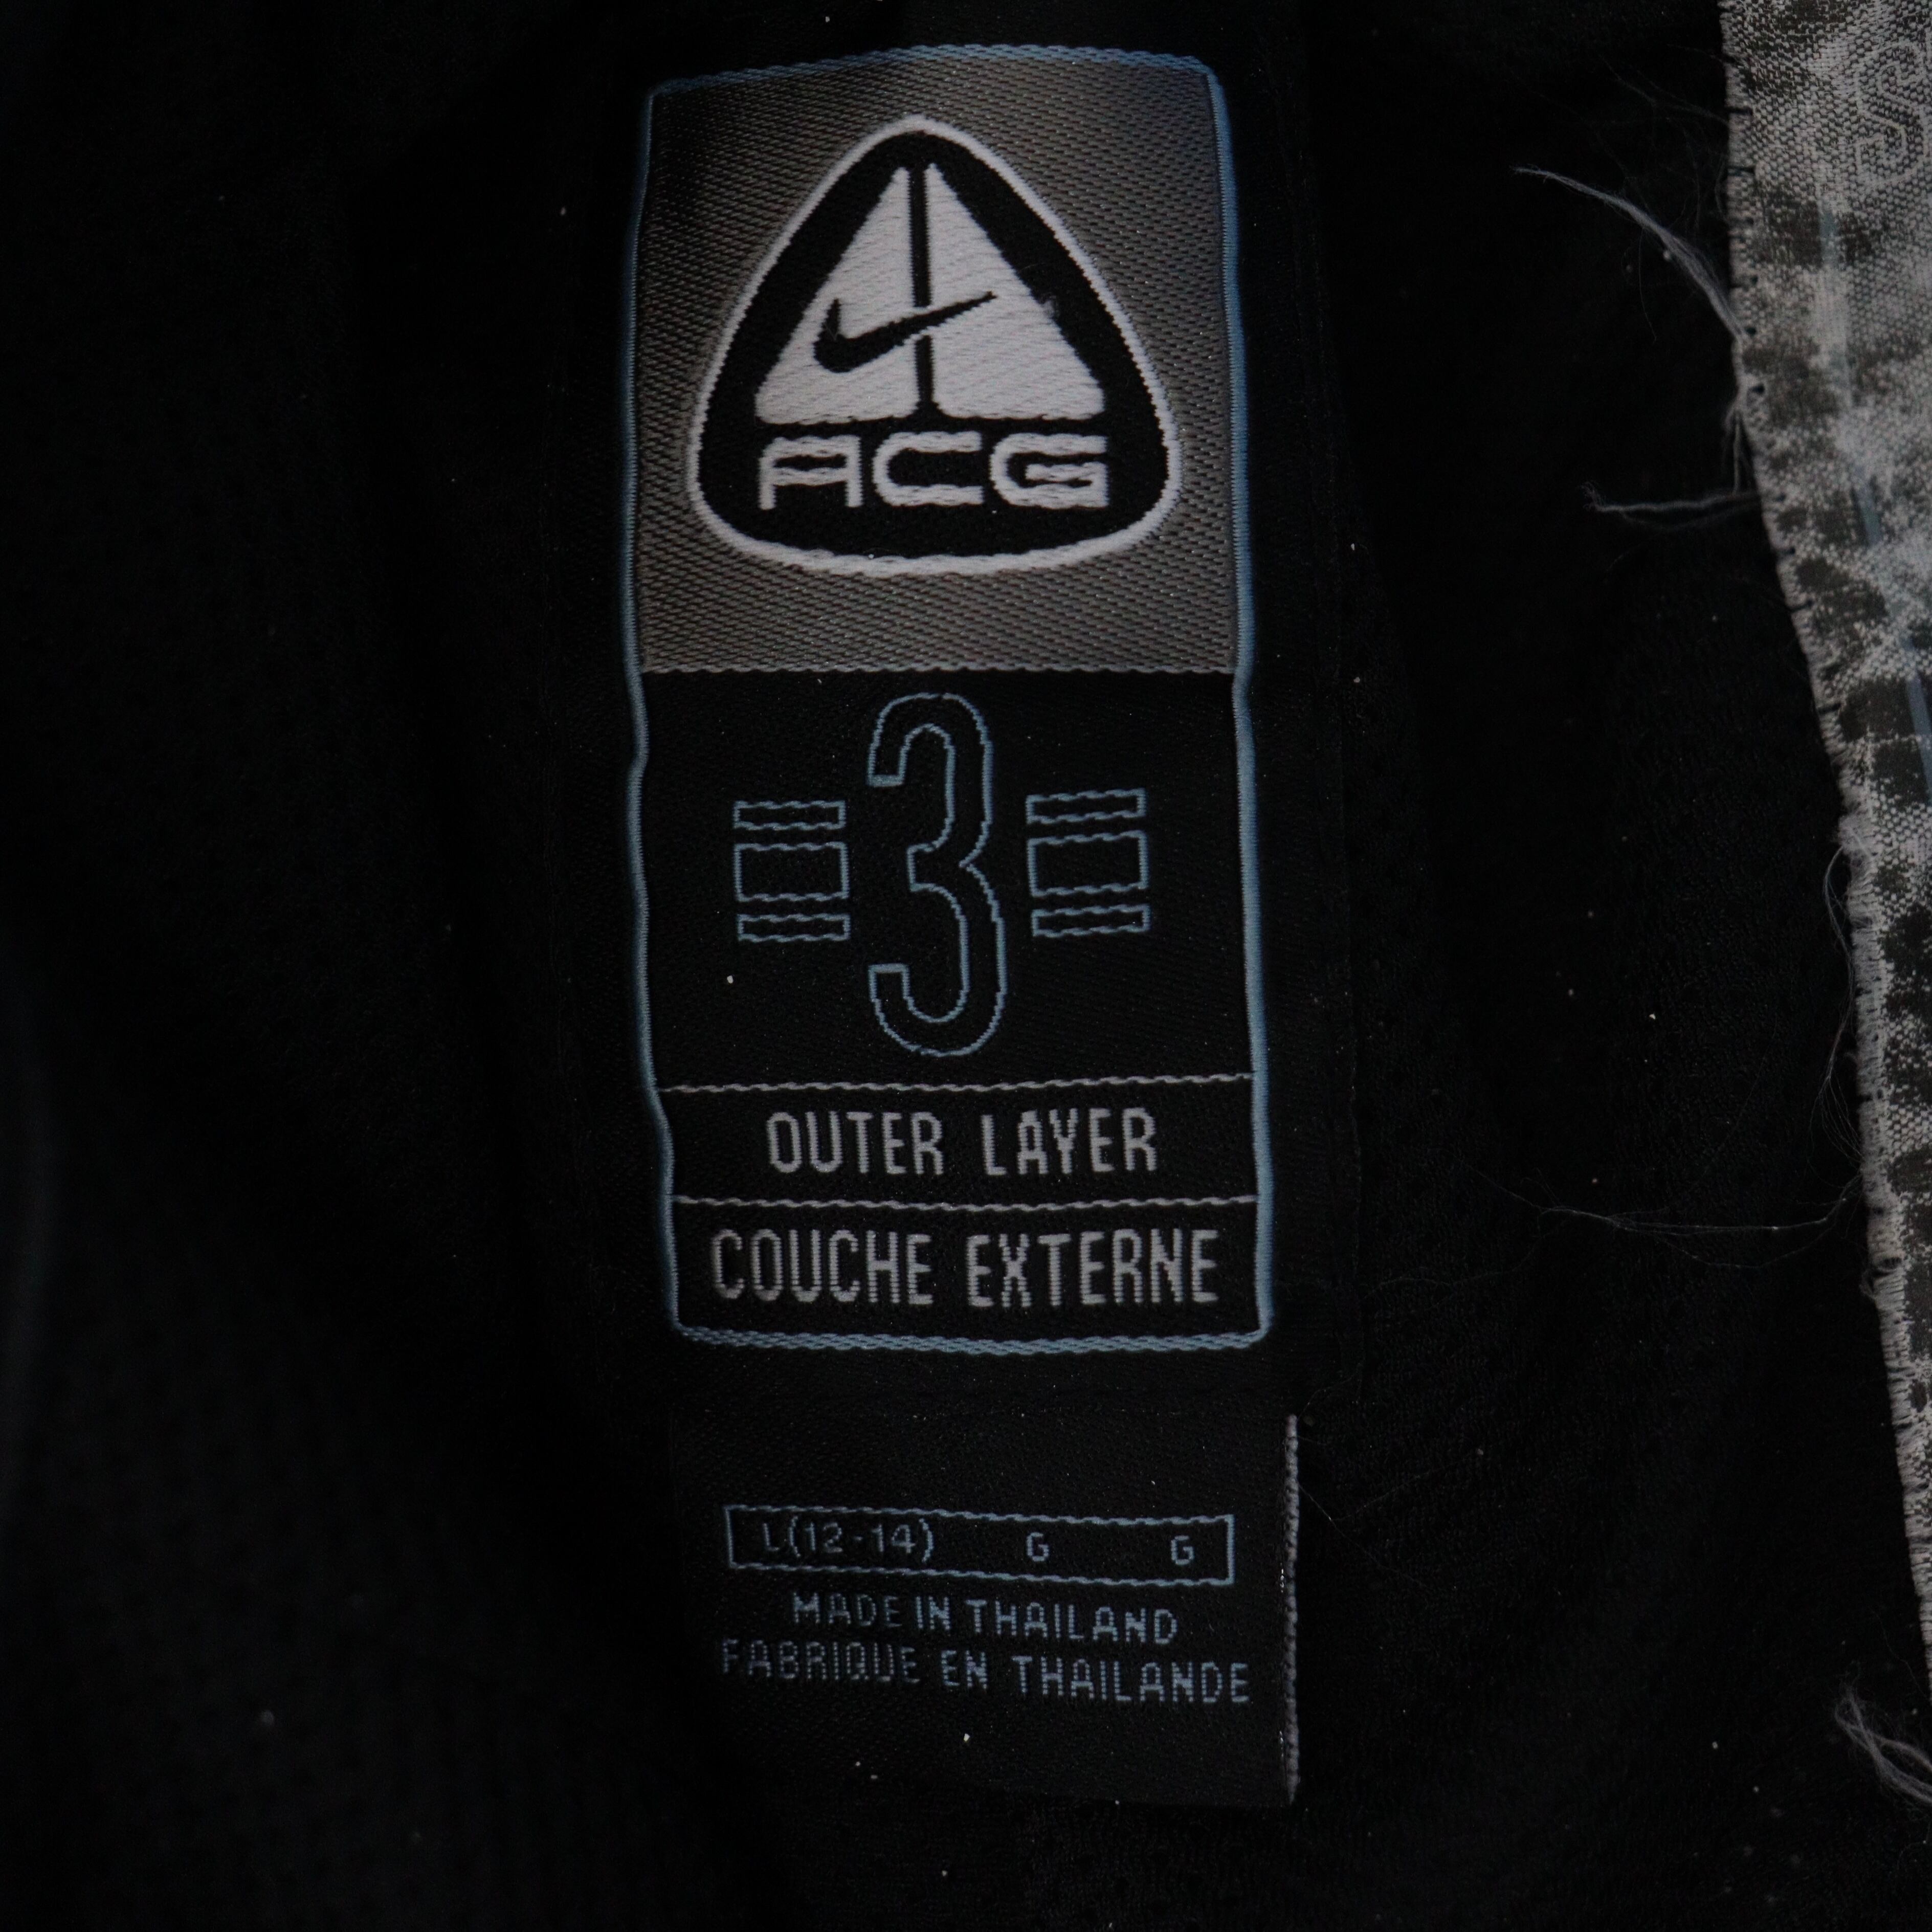 S
ACG
3
OUTER LAYER
COUCHE EXTERNE
L(12-14) G G
MADE IN THAILAND
FABRIQUE EN THAILANDE